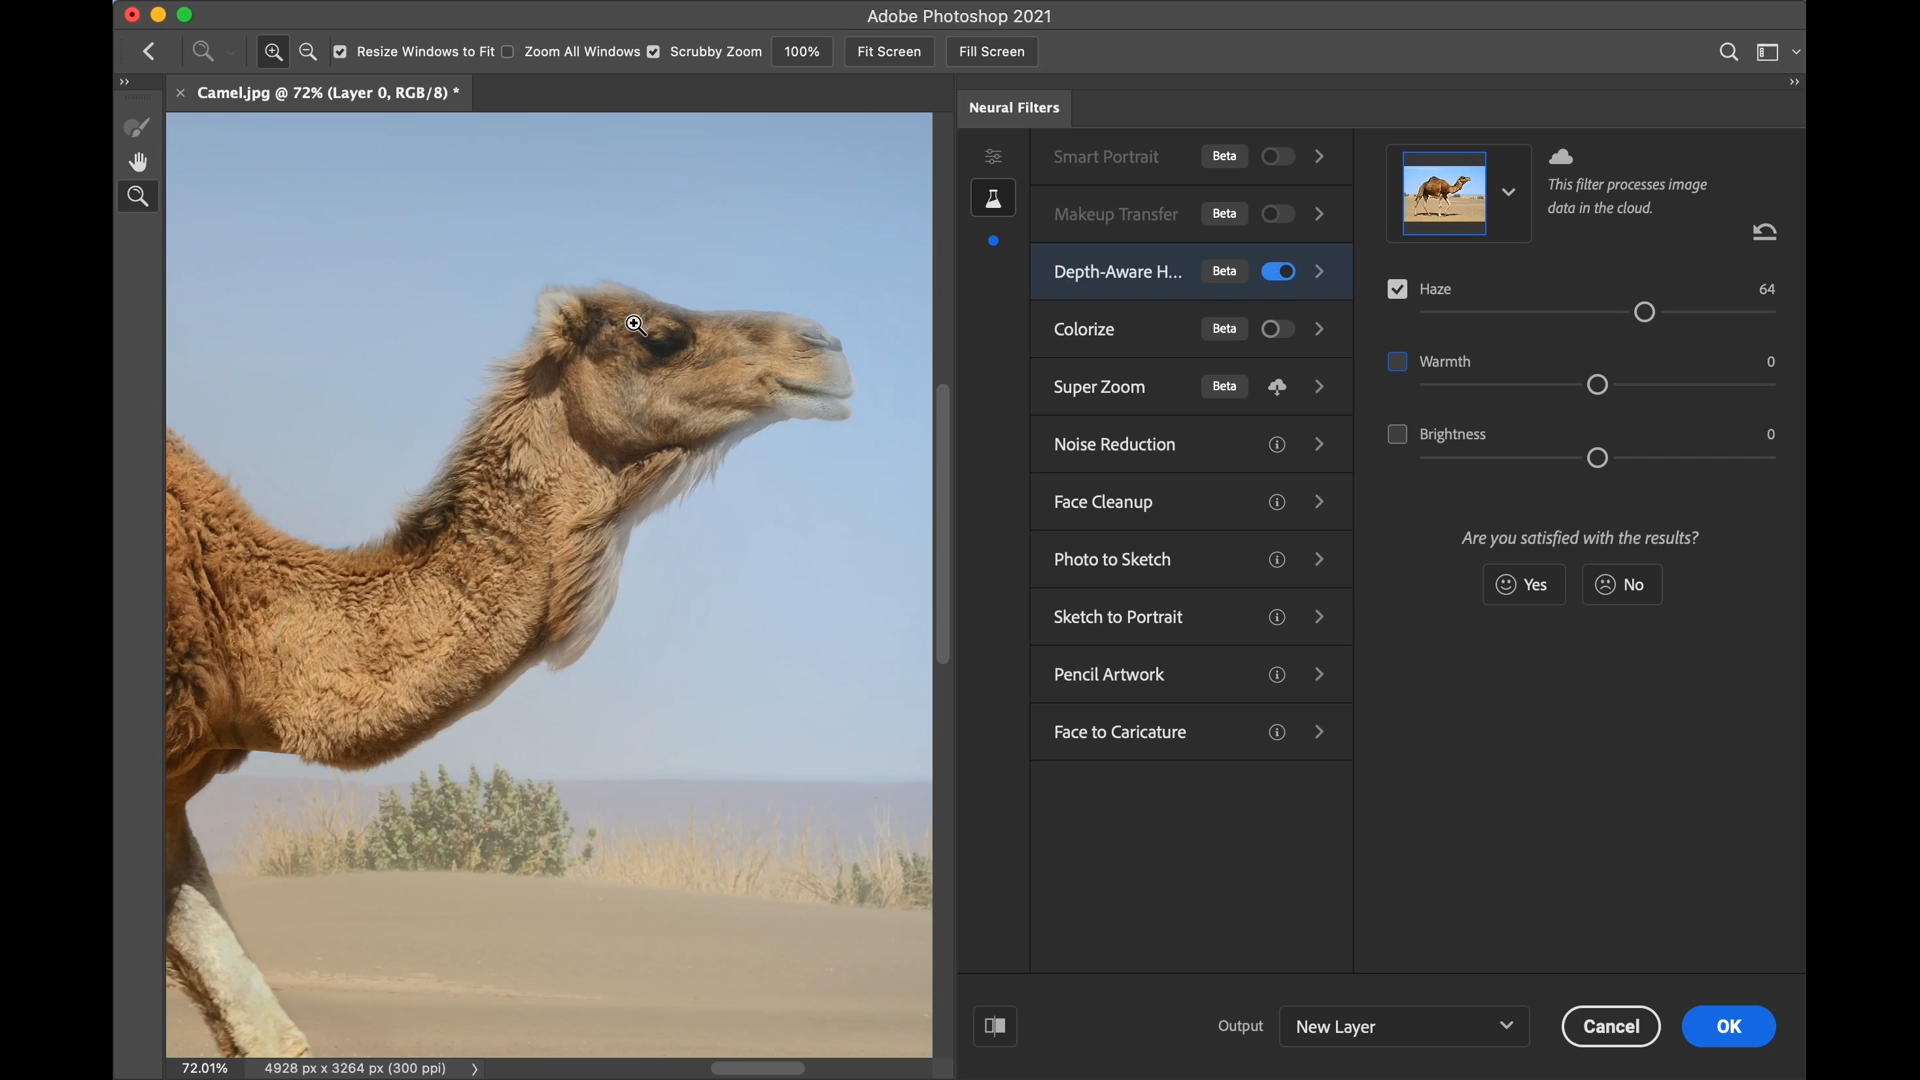 Adobe Photoshop 2021
Resize Windows to Fit Zoom All Windows Scrubby Zoom 100% Fit Screen Fill Screen
Camel.jpg @ 72% (Layer 0, RGB/8) *
Neural Filters
Smart Portrait Beta
Makeup Transfer Beta
Depth-Aware H... Beta
Colorize Beta
Super Zoom Beta
Noise Reduction
Face Cleanup
Photo to Sketch
Sketch to Portrait
Pencil Artwork
Face to Caricature
This filter processes image
data in the cloud.
Haze 64
Warmth 0
Brightness 0
Are you satisfied with the results?
Yes No
Output New Layer Cancel OK
72.01% 4928 px x 3264 px (300 ppi)